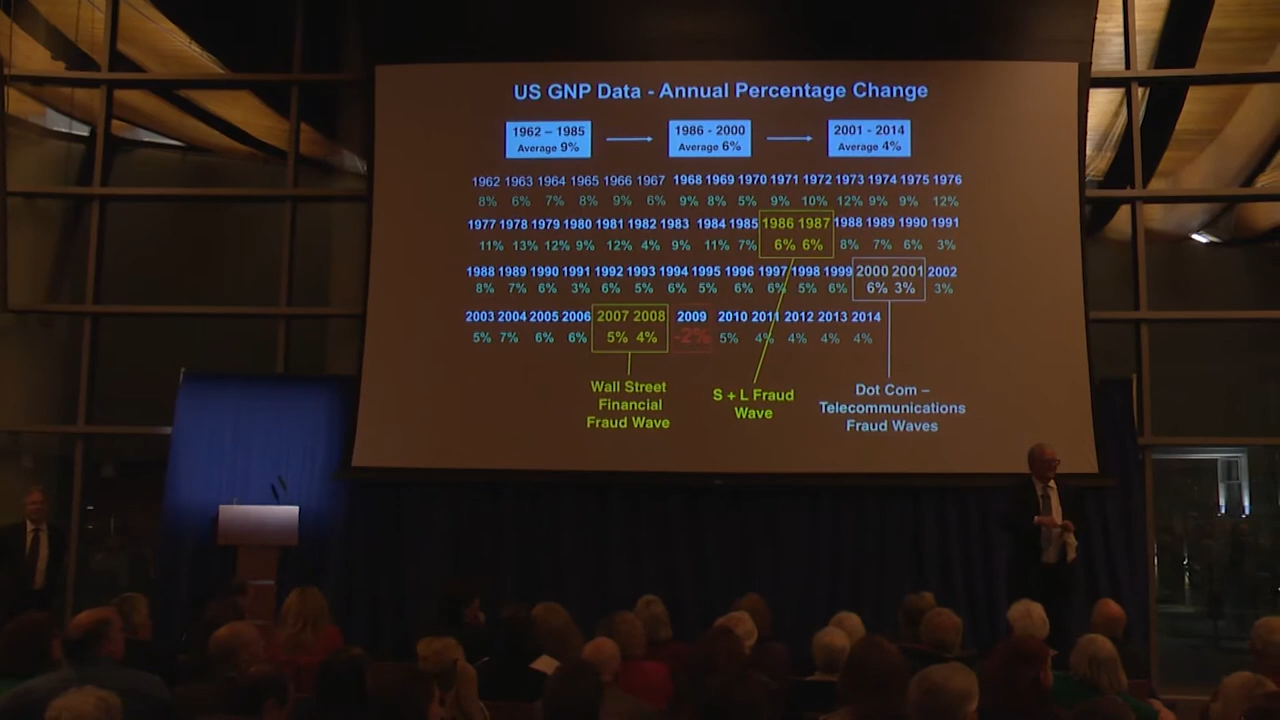 US GNP Data - Annual Percentage Change
1962 – 1985 1986 - 2000 2001 - 2014
Average 9% Average 6% Average 4%
1962 1963 1964 1965 1966 1967 1968 1969 1970 1971 1972 1973 1974 1975 1976
8% 6% 7% 8% 9% 6% 9% 8% 5% 9% 10% 12% 9% 9% 12%
1977 1978 1979 1980 1981 1982 1983 1984 1985 1986 1987 1988 1989 1990 1991
11% 13% 12% 9% 12% 4% 9% 11% 7% 6% 6% 8% 7% 6% 3%
1988 1989 1990 1991 1992 1993 1994 1995 1996 1997 1998 1999 2000 2001 2002
8% 7% 6% 3% 6% 5% 6% 5% 6% 6% 5% 6% 6% 3% 3%
2003 2004 2005 2006 2007 2008 2009 2010 2011 2012 2013 2014
5% 7% 6% 6% 5% 4% -2% 5% 4% 4% 4% 4%
Wall Street
Financial
Fraud Wave
S + L Fraud
Wave
Dot Com –
Telecommunications
Fraud Waves